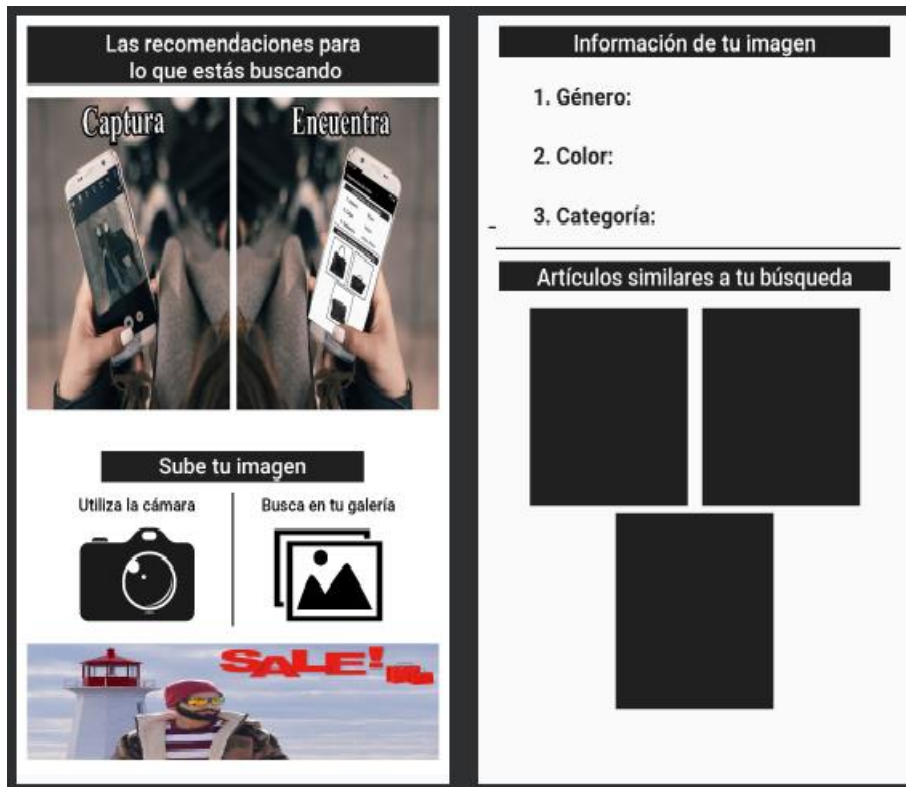 Las recomendaciones para
lo que estás buscando
Captura
Encuentra
Sube tu imagen
Utiliza la cámara
Busca en tu galería
SALE!
Información de tu imagen
1. Género:
2. Color:
3. Categoría:
Artículos similares a tu búsqueda